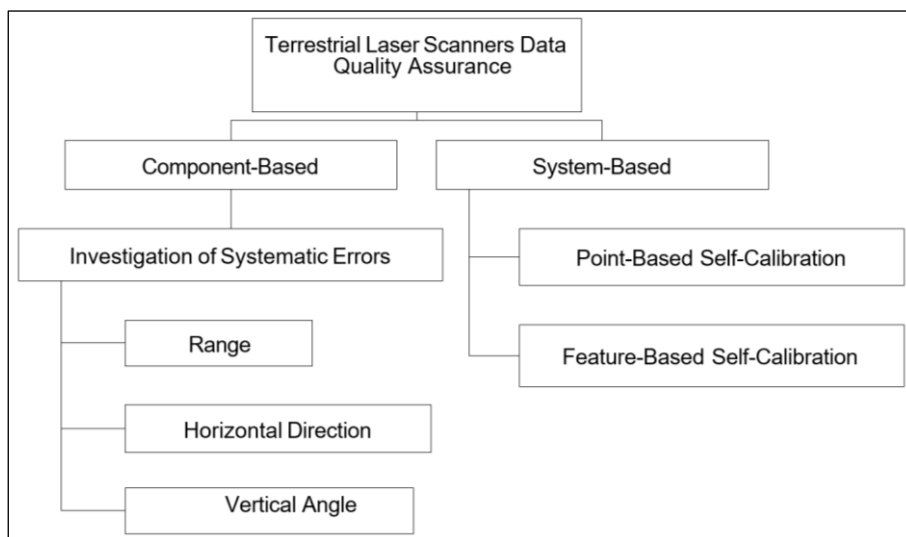 Terrestrial Laser Scanners Data
Quality Assurance
Component-Based
System-Based
Investigation of Systematic Errors
Point-Based Self-Calibration
Range
Feature-Based Self-Calibration
Horizontal Direction
Vertical Angle